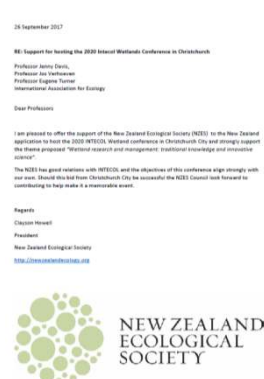 26 September 2017
RE: Support for hosting the 2020 Intecol Wetlands Conference in Christchurch
Professor Jenny Davis,
Professor Jos Verhoeven
Professor Eugene Turner
International Association for Ecology
Dear Professors
I am pleased to offer the support of the New Zealand Ecological Society (NZES) to the New Zealand
application to host the 2020 INTECOL Wetland conference in Christchurch City and strongly support
the theme proposed "Wetland research and management: traditional knowledge and innovative
science".
The NZES has good relations with INTECOL and the objectives of this conference align strongly with
our own. Should this bid from Christchurch City be successful the NZES Council look forward to
contributing to help make it a memorable event.
Regards
Clayson Howell
President
New Zealand Ecological Society
http://newzealandecology.org
NEW ZEALAND
ECOLOGICAL
SOCIETY